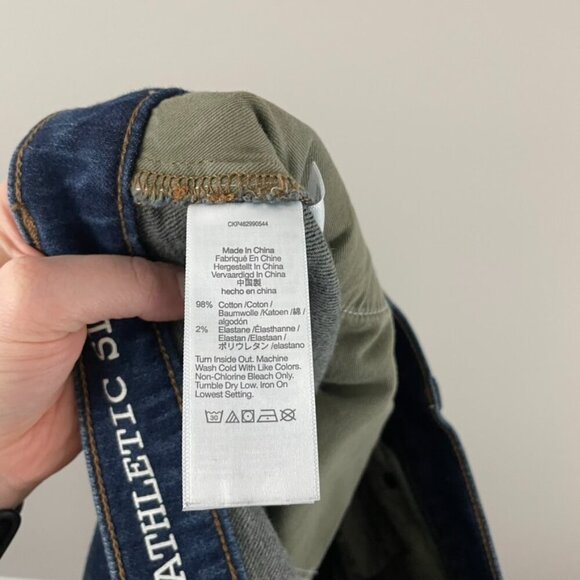 CKP462990544
Made In China
Fabriqué En Chine
Hergestellt In China
Vervaardigd In China
中国製
hecho en china
98% Cotton /Coton /
Baumwolle /Katoen /綿 /
algodón
2% Elastane /Élasthanne /
Elastan /Elastaan /
ポリウレタン /elastano
Turn Inside Out. Machine
Wash Cold With Like Colors.
Non-Chlorine Bleach Only.
Tumble Dry Low. Iron On
Lowest Setting.
30
ATHLETIC